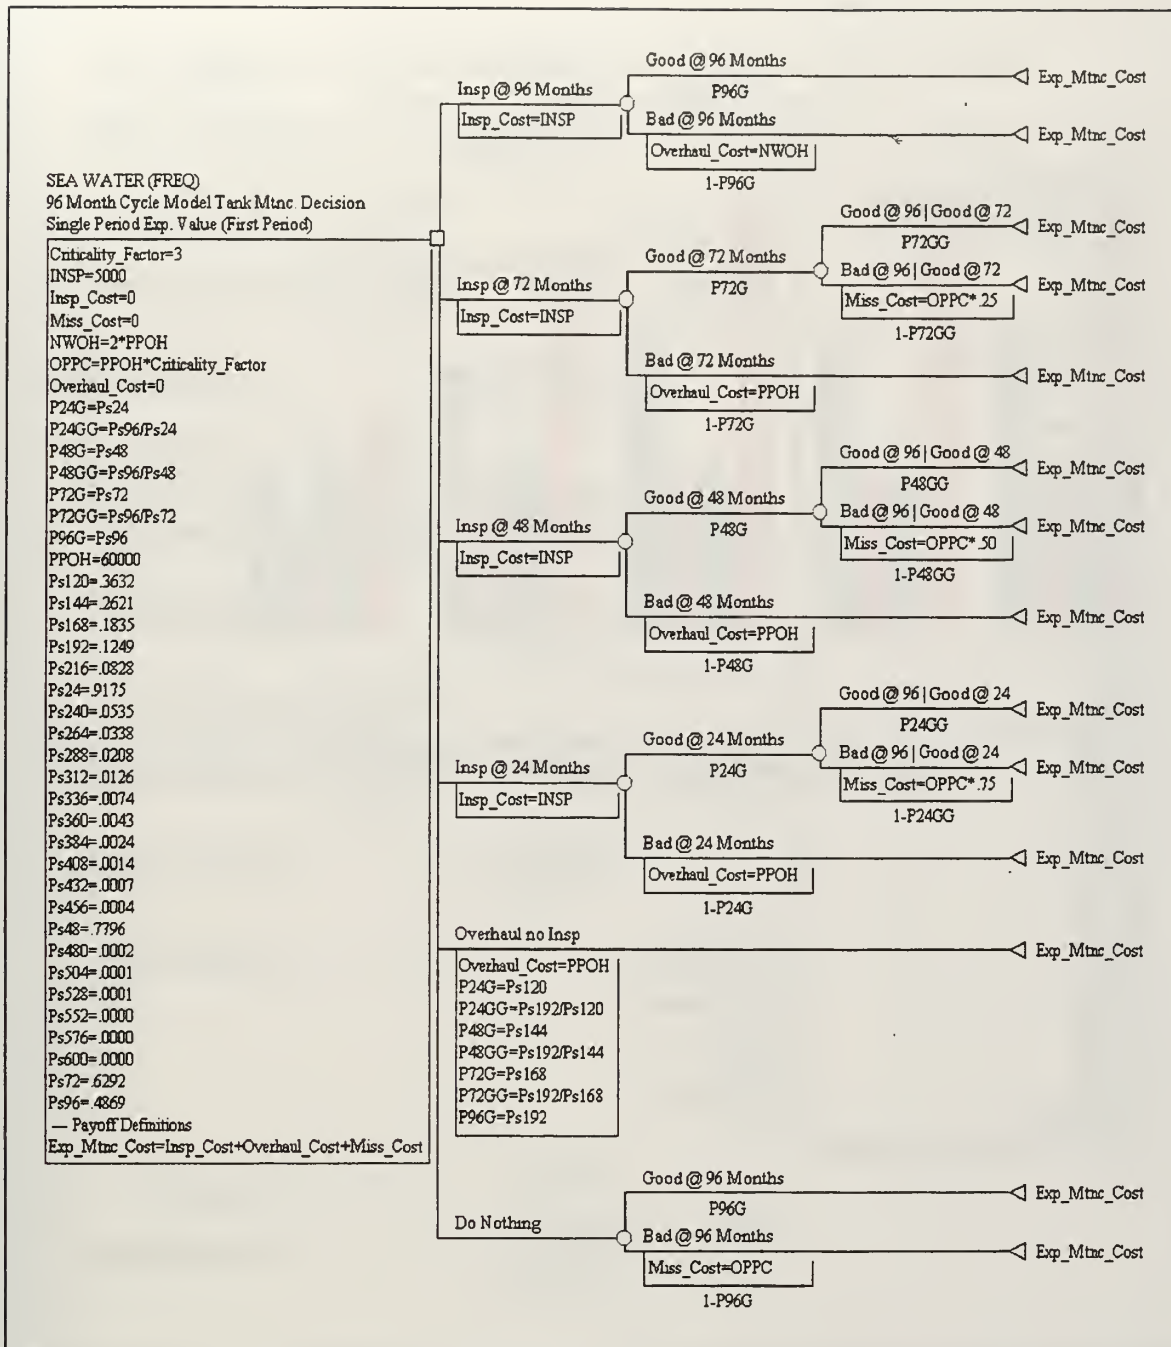 SEA WATER (FREQ)
96 Month Cycle Model Tank Mtnc. Decision
Single Period Exp. Value (First Period)
Criticality_Factor=3
INSP=5000
Insp_Cost=0
Miss_Cost=0
NWOH=2*PPOH
OPPC=PPOH*Criticality_Factor
Overhaul_Cost=0
P24G=Ps24
P24GG=Ps96/Ps24
P48G=Ps48
P48GG=Ps96/Ps48
P72G=Ps72
P72GG=Ps96/Ps72
P96G=Ps96
PPOH=60000
Ps120=.3632
Ps144=.2621
Ps168=.1835
Ps192=.1249
Ps216=.0828
Ps24=.9175
Ps240=.0535
Ps264=.0338
Ps288=.0208
Ps312=.0126
Ps336=.0074
Ps360=.0043
Ps384=.0024
Ps408=.0014
Ps432=.0007
Ps456=.0004
Ps48=.7796
Ps480=.0002
Ps504=.0001
Ps528=.0001
Ps552=.0000
Ps576=.0000
Ps600=.0000
Ps72=.6292
Ps96=.4869
— Payoff Definitions
Exp_Mtnc_Cost=Insp_Cost+Overhaul_Cost+Miss_Cost
Insp @ 96 Months
Insp_Cost=INSP
Good @ 96 Months
P96G
Exp_Mtnc_Cost
Bad @ 96 Months
Overhaul_Cost=NWOH
1-P96G
Exp_Mtnc_Cost
Insp @ 72 Months
Insp_Cost=INSP
Good @ 72 Months
P72G
Good @ 96 | Good @ 72
P72GG
Exp_Mtnc_Cost
Bad @ 96 | Good @ 72
Miss_Cost=OPPC*.25
1-P72GG
Exp_Mtnc_Cost
Bad @ 72 Months
Overhaul_Cost=PPOH
1-P72G
Exp_Mtnc_Cost
Insp @ 48 Months
Insp_Cost=INSP
Good @ 48 Months
P48G
Good @ 96 | Good @ 48
P48GG
Exp_Mtnc_Cost
Bad @ 96 | Good @ 48
Miss_Cost=OPPC*.50
1-P48GG
Exp_Mtnc_Cost
Bad @ 48 Months
Overhaul_Cost=PPOH
1-P48G
Exp_Mtnc_Cost
Insp @ 24 Months
Insp_Cost=INSP
Good @ 24 Months
P24G
Good @ 96 | Good @ 24
P24GG
Exp_Mtnc_Cost
Bad @ 96 | Good @ 24
Miss_Cost=OPPC*.75
1-P24GG
Exp_Mtnc_Cost
Bad @ 24 Months
Overhaul_Cost=PPOH
1-P24G
Exp_Mtnc_Cost
Overhaul no Insp
Overhaul_Cost=PPOH
P24G=Ps120
P24GG=Ps192/Ps120
P48G=Ps144
P48GG=Ps192/Ps144
P72G=Ps168
P72GG=Ps192/Ps168
P96G=Ps192
Exp_Mtnc_Cost
Do Nothing
Good @ 96 Months
P96G
Exp_Mtnc_Cost
Bad @ 96 Months
Miss_Cost=OPPC
1-P96G
Exp_Mtnc_Cost